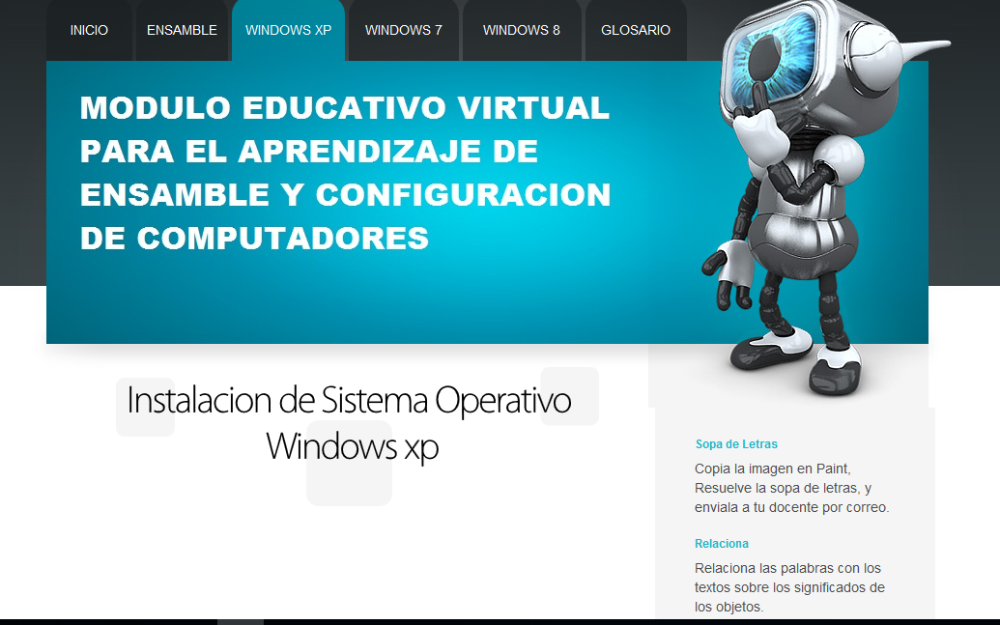 INICIO ENSAMBLE WINDOWS XP WINDOWS 7 WINDOWS 8 GLOSARIO
MODULO EDUCATIVO VIRTUAL
PARA EL APRENDIZAJE DE
ENSAMBLE Y CONFIGURACION
DE COMPUTADORES
Instalacion de Sistema Operativo
Windows xp
Sopa de Letras
Copia la imagen en Paint,
Resuelve la sopa de letras, y
enviala a tu docente por correo.
Relaciona
Relaciona las palabras con los
textos sobre los significados de
los objetos.